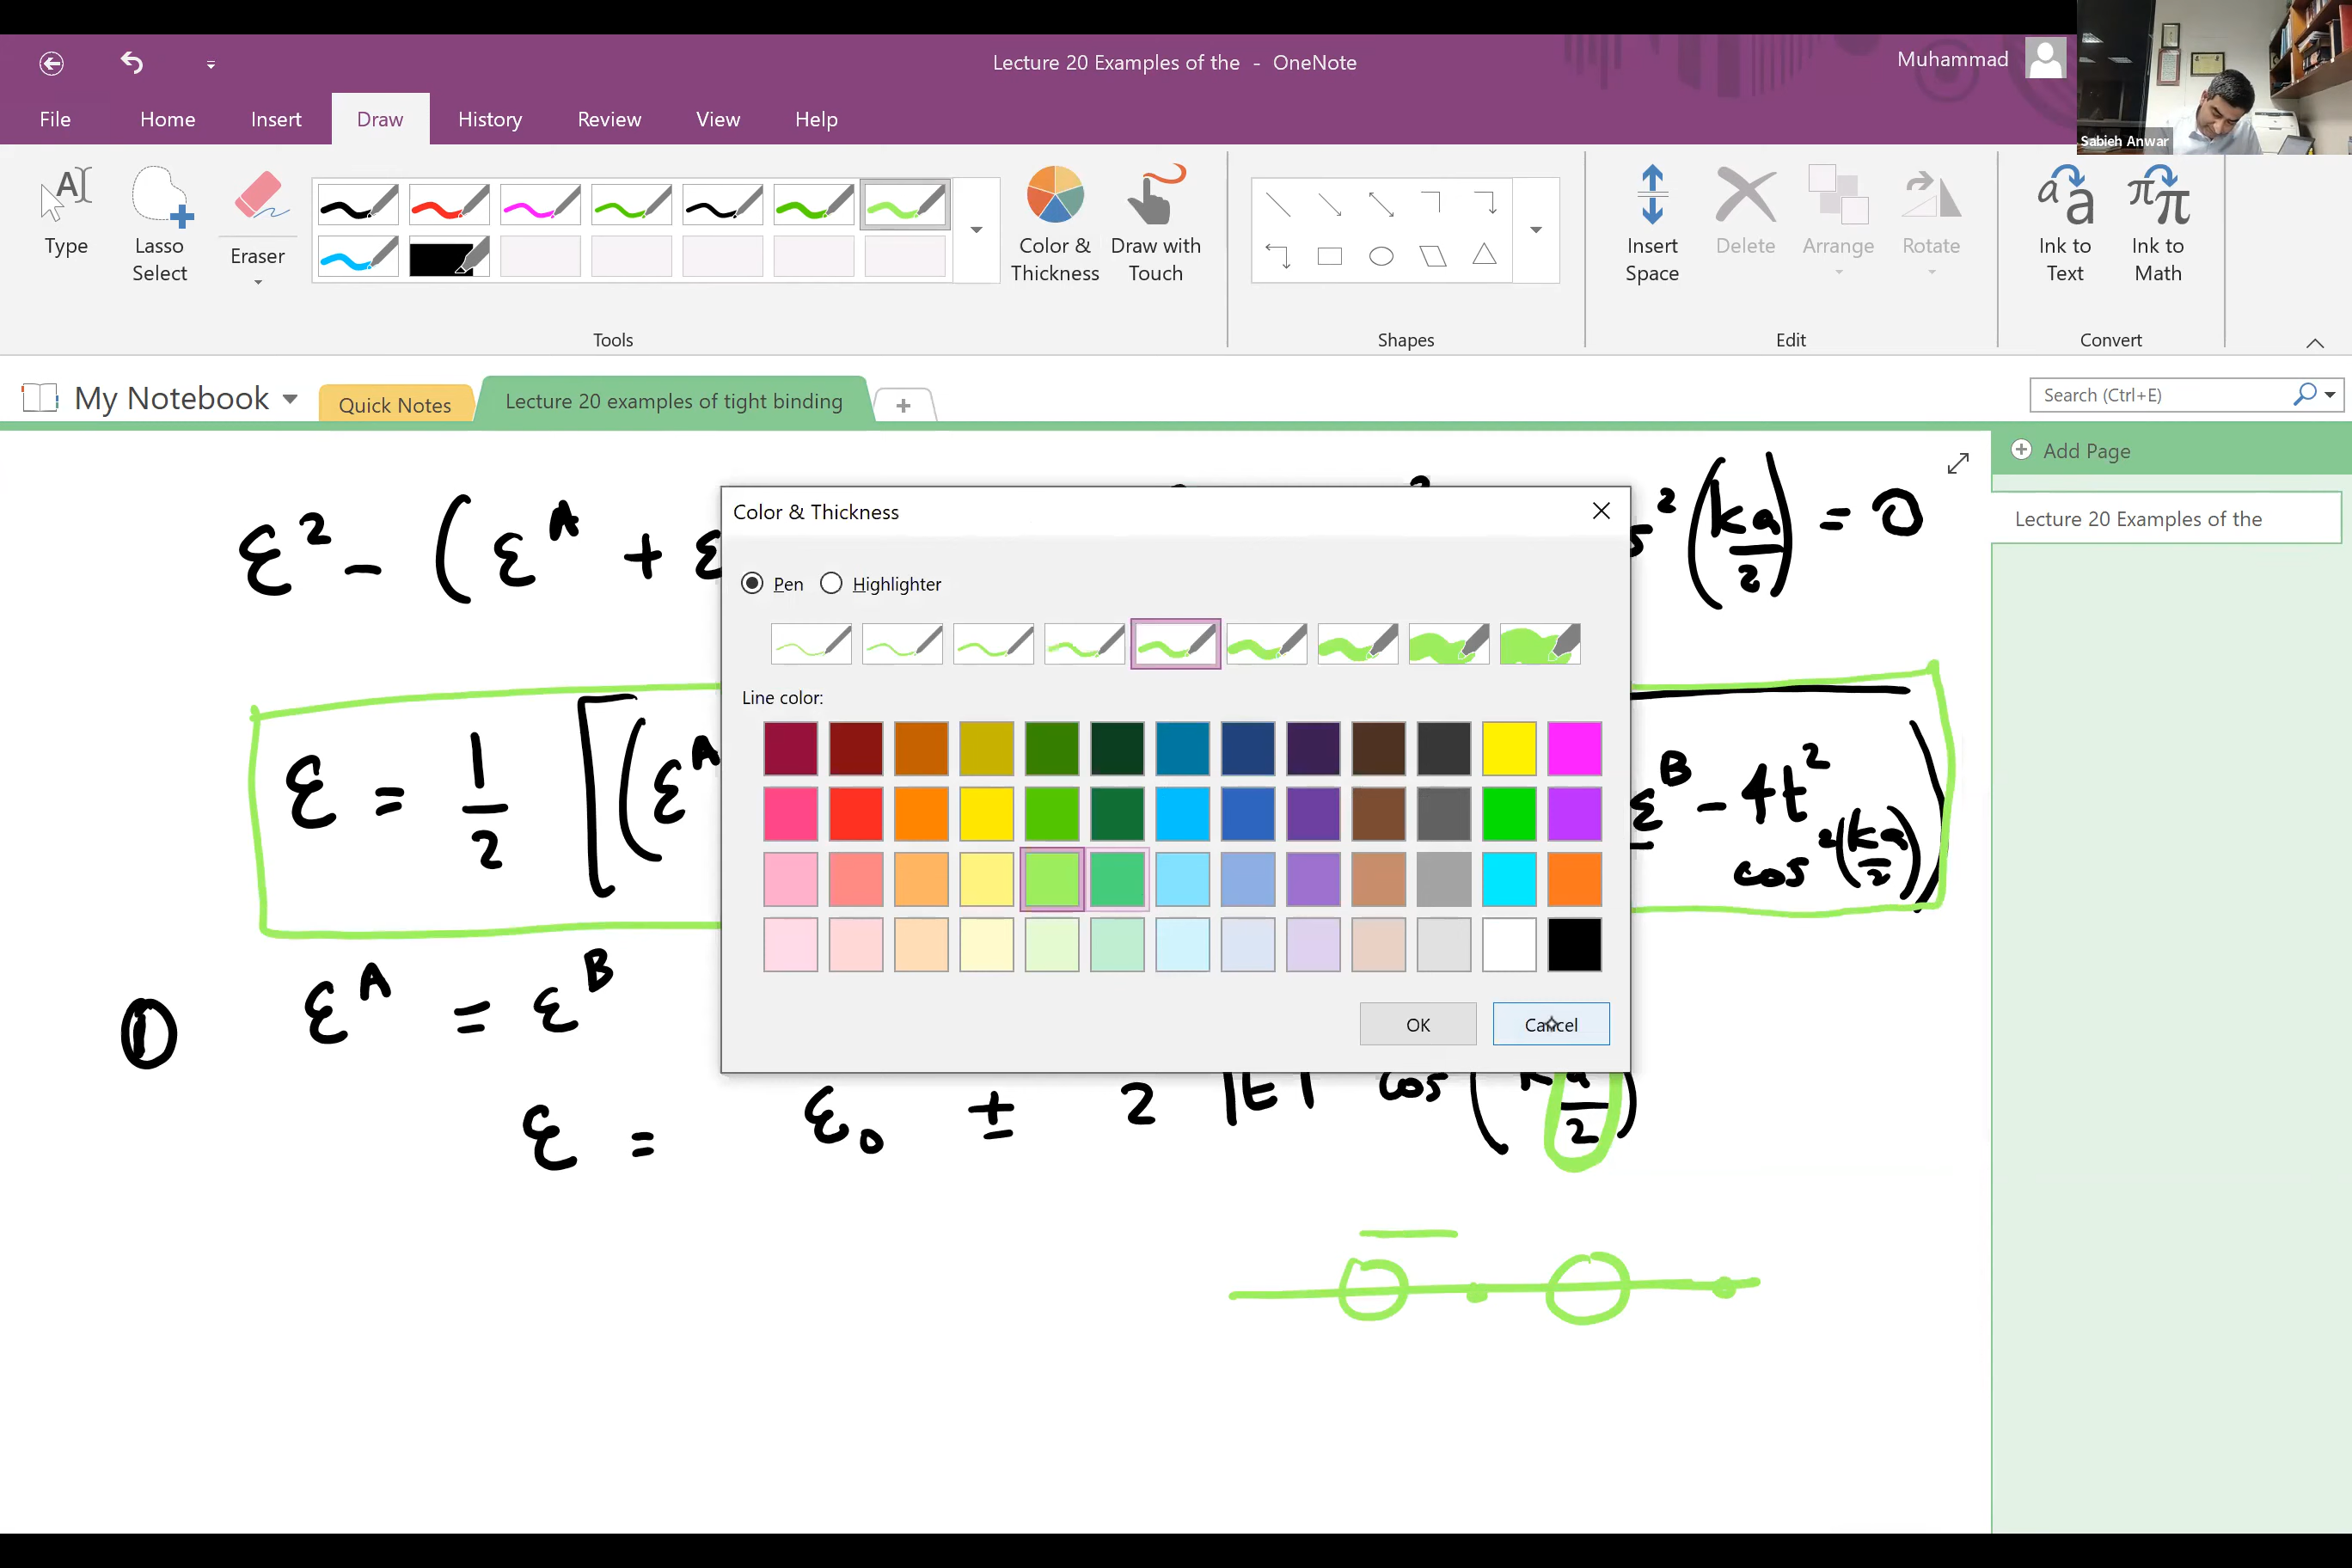 Lecture 20 Examples of the - OneNote
Muhammad
Sabieh Anwar
File Home Insert Draw History Review View Help
Type
Lasso Select
Eraser
Color & Thickness
Draw with Touch
Insert Space
Delete
Arrange
Rotate
Ink to Text
Ink to Math
Tools
Shapes
Edit
Convert
My Notebook
Quick Notes
Lecture 20 examples of tight binding
Search (Ctrl+E)
Add Page
Lecture 20 Examples of the
Color & Thickness
Pen
Highlighter
Line color:
OK
Cancel
ε² - (ε^A + ε
² (ka/2) = 0
ε = 1/2 [(ε^A
ε^B - 4t² cos²(ka/2))
① ε^A = ε^B
ε = ε₀ ± 2 |t| cos (ka/2)